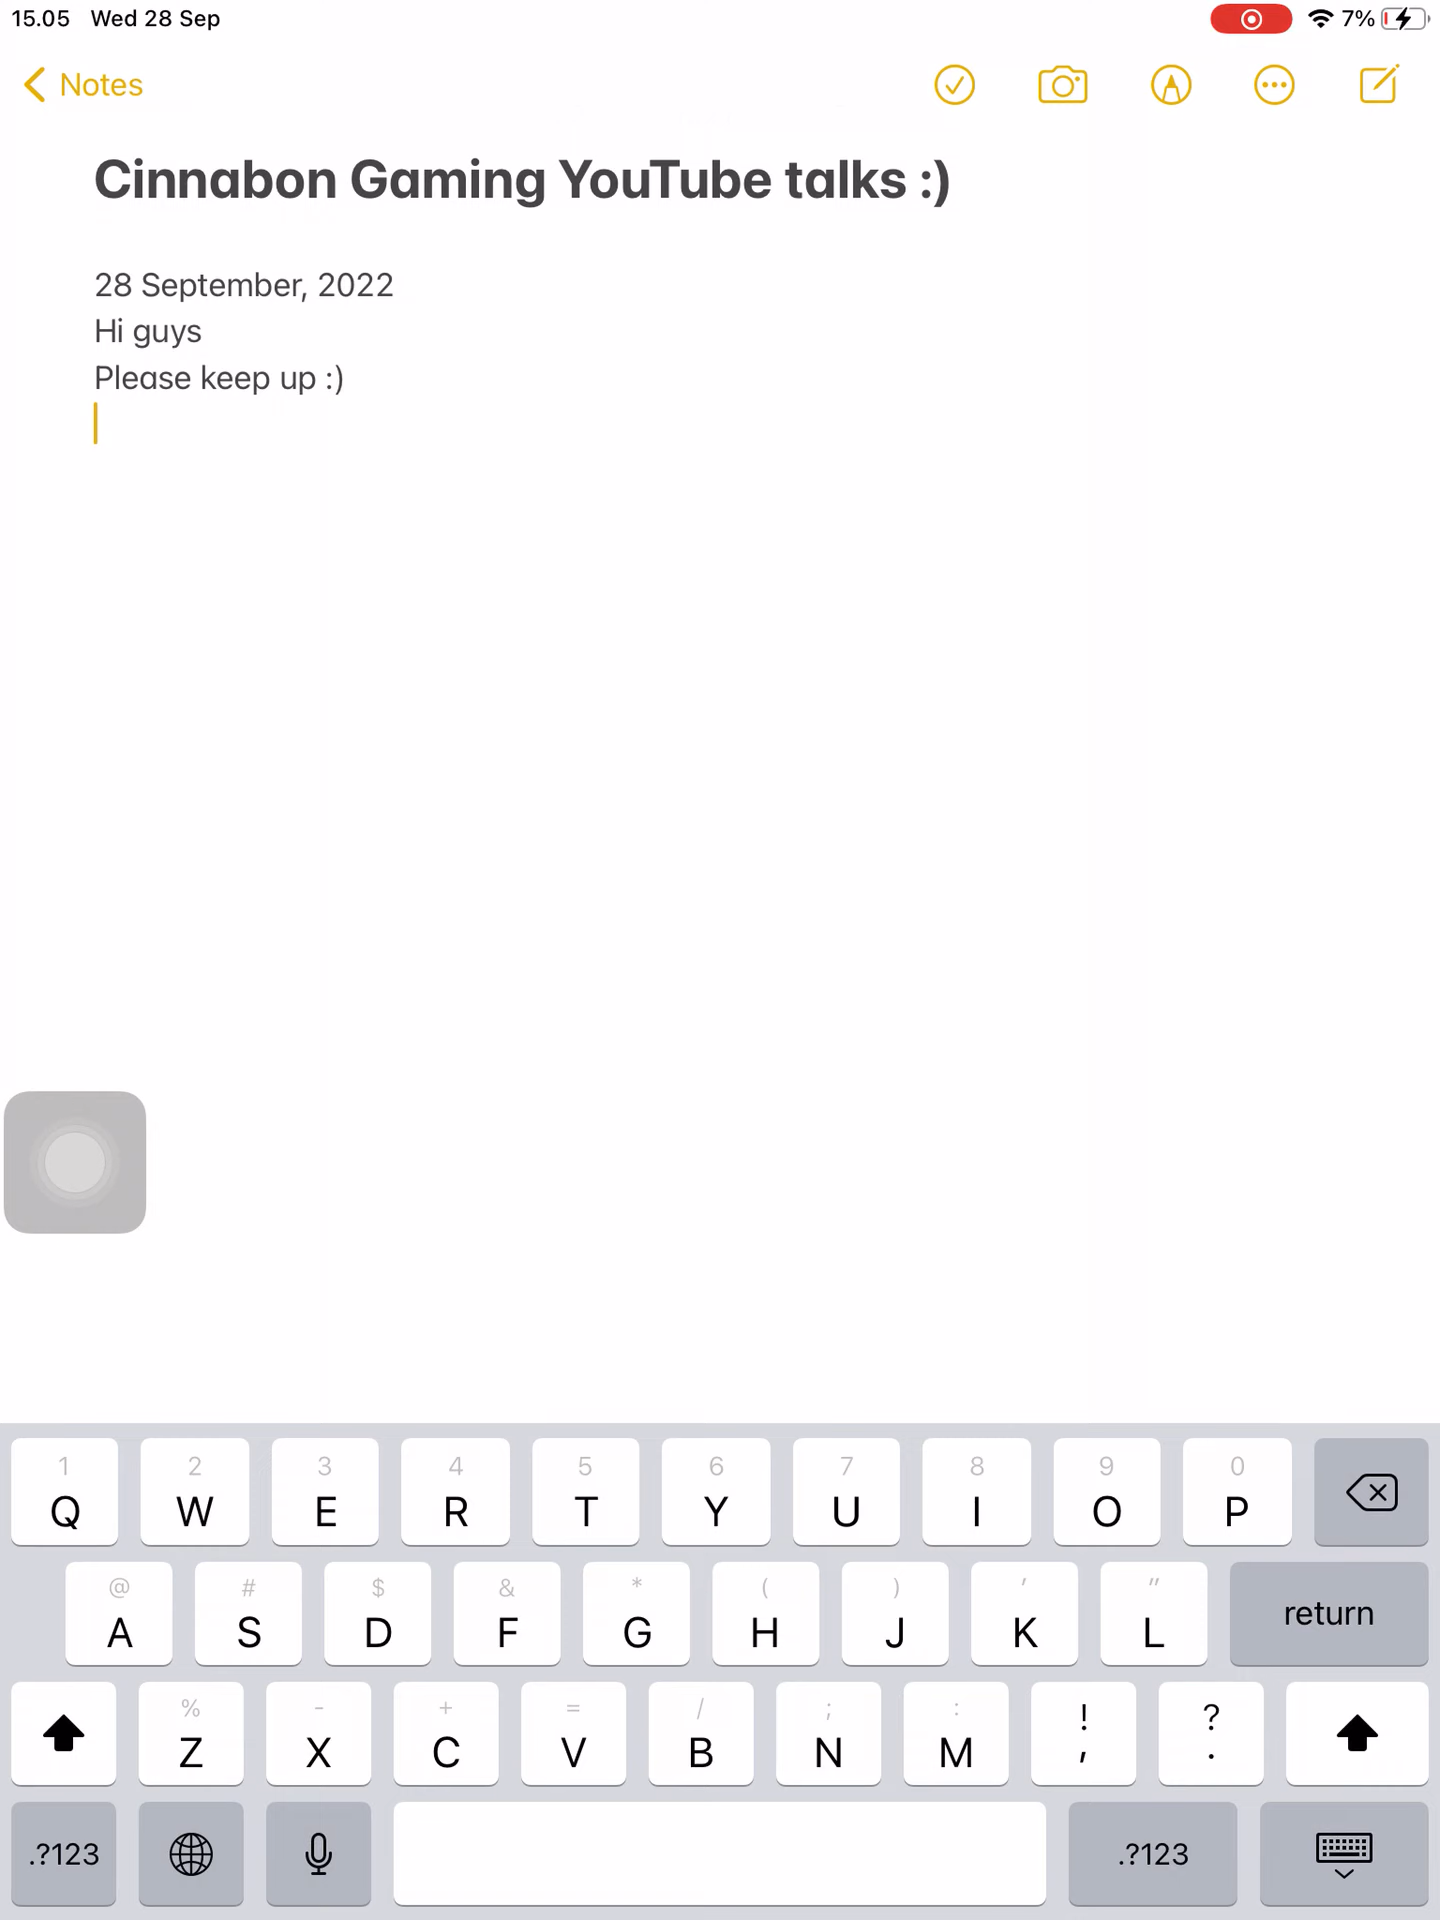 15.05 Wed 28 Sep 7%
Notes
Cinnabon Gaming YouTube talks :)
28 September, 2022
Hi guys
Please keep up :)
1 2 3 4 5 6 7 8 9 0
Q W E R T Y U I O P
@ # $ & * ( ) ' "
A S D F G H J K L return
% - + = / ; : ! ?
Z X C V B N M , .
.?123 .?123